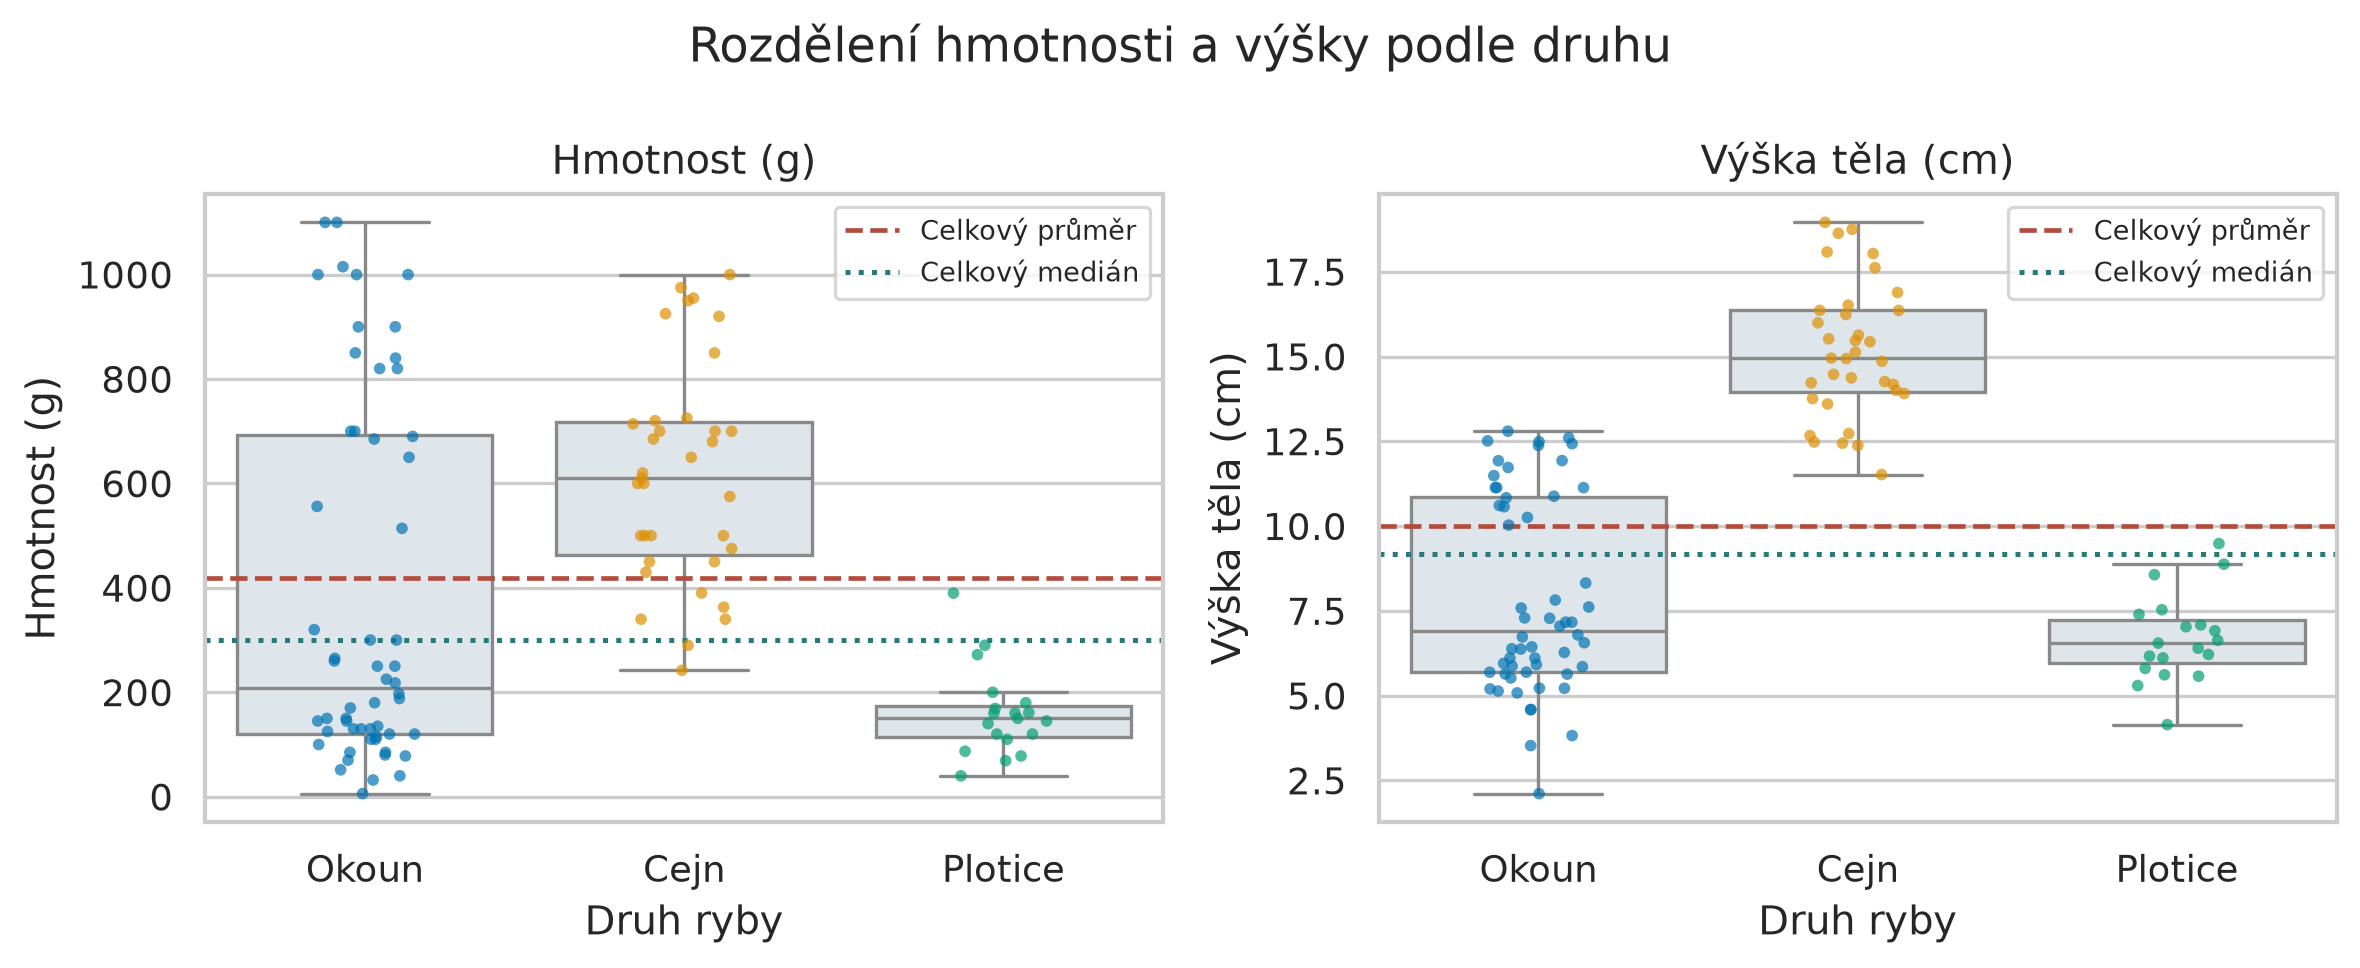 Rozdělení hmotnosti a výšky podle druhu
Hmotnost (g)
Celkový průměr
Celkový medián
1000
800
600
400
200
0
Hmotnost (g)
Okoun
Cejn
Plotice
Druh ryby
Výška těla (cm)
Celkový průměr
Celkový medián
17.5
15.0
12.5
10.0
7.5
5.0
2.5
Výška těla (cm)
Okoun
Cejn
Plotice
Druh ryby